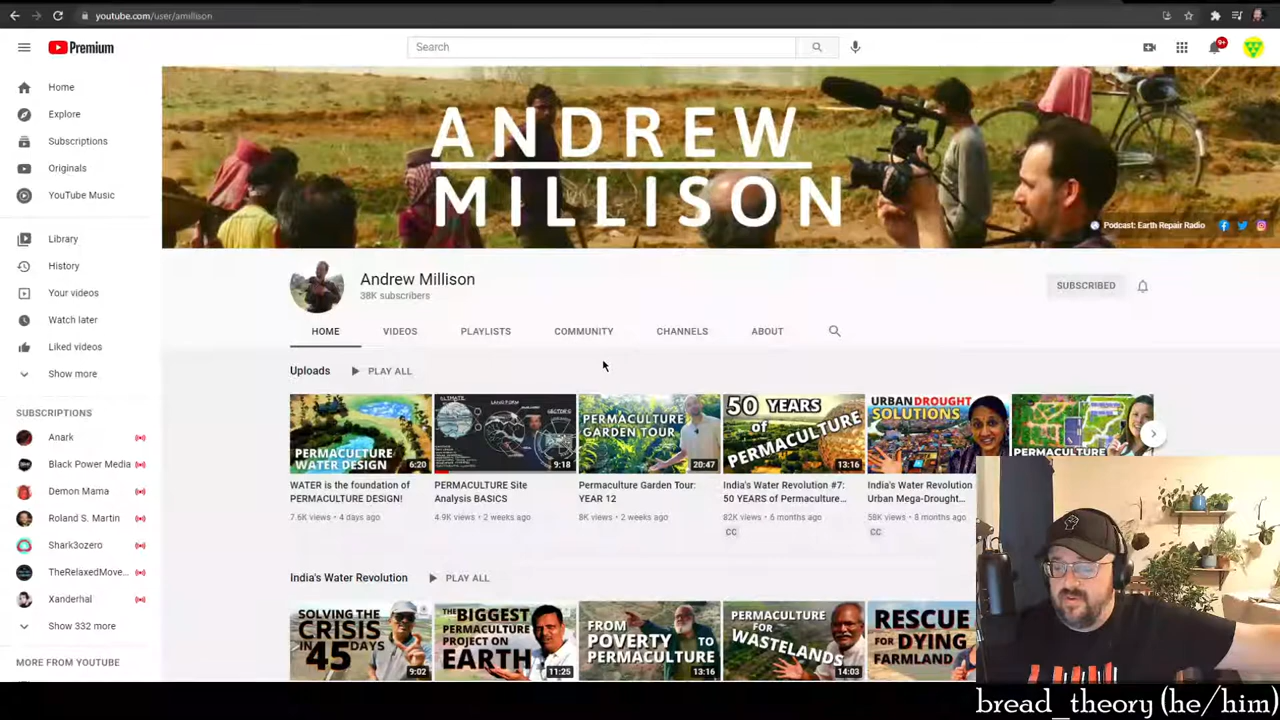 youtube.com/user/amillison
Premium
Search
9+
Home
Explore
Subscriptions
Originals
YouTube Music
Library
History
Your videos
Watch later
Liked videos
Show more
SUBSCRIPTIONS
Anark
Black Power Media
Demon Mama
Roland S. Martin
Shark3ozero
TheRelaxedMove...
Xanderhal
Show 332 more
MORE FROM YOUTUBE
ANDREW
MILLISON
Podcast: Earth Repair Radio
Andrew Millison
38K subscribers
SUBSCRIBED
HOME VIDEOS PLAYLISTS COMMUNITY CHANNELS ABOUT
Uploads PLAY ALL
PERMACULTURE
WATER DESIGN
6:20
WATER is the foundation of
PERMACULTURE DESIGN!
7.6K views • 4 days ago
CLIMATE
LANDFORM
9:18
PERMACULTURE Site
Analysis BASICS
4.9K views • 2 weeks ago
PERMACULTURE
GARDEN TOUR
20:47
Permaculture Garden Tour:
YEAR 12
8K views • 2 weeks ago
50 YEARS
of
PERMACULTURE
13:16
India's Water Revolution #7:
50 YEARS of Permaculture...
82K views • 6 months ago
CC
URBAN DROUGHT
SOLUTIONS
India's Water Revolution
Urban Mega-Drought...
58K views • 8 months ago
CC
PERMACULTURE
India's Water Revolution PLAY ALL
SOLVING THE
CRISIS
IN 45
DAYS
9:02
THE BIGGEST
PERMACULTURE
PROJECT ON
EARTH
11:25
FROM
POVERTY
TO
PERMACULTURE
13:16
PERMACULTURE
FOR
WASTELANDS
14:03
RESCUE
FOR DYING
FARMLAND
bread_theory (he/him)